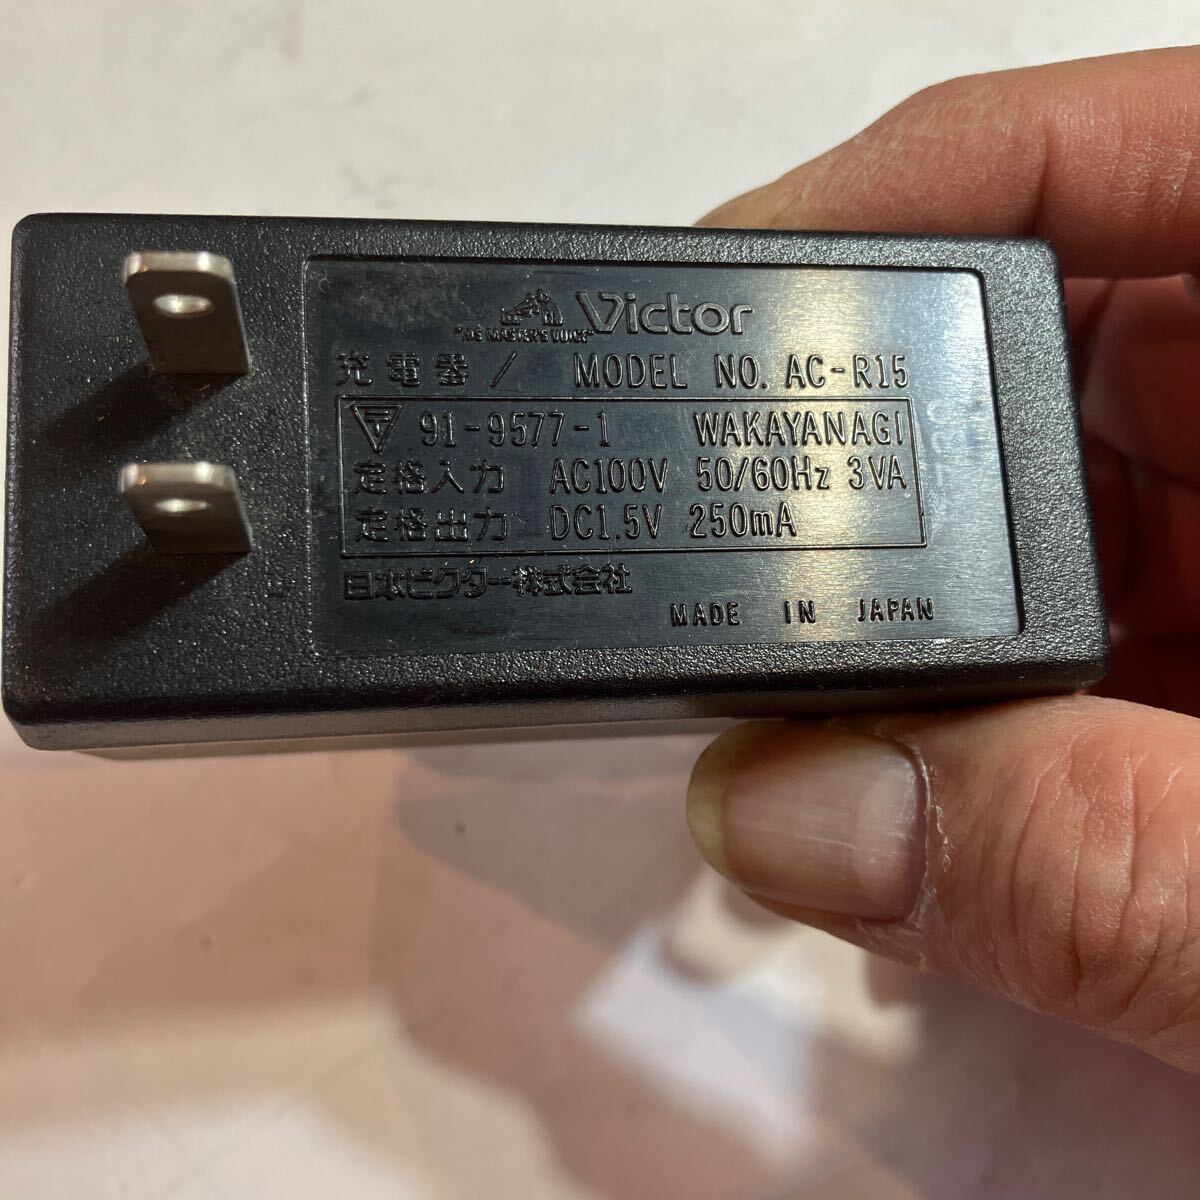 "HIS MASTER'S VOICE" Victor
充電器 / MODEL NO. AC-R15
〒 91-9577-1 WAKAYANAGI
定格入力 AC100V 50/60Hz 3VA
定格出力 DC1.5V 250mA
日本ビクター株式会社
MADE IN JAPAN